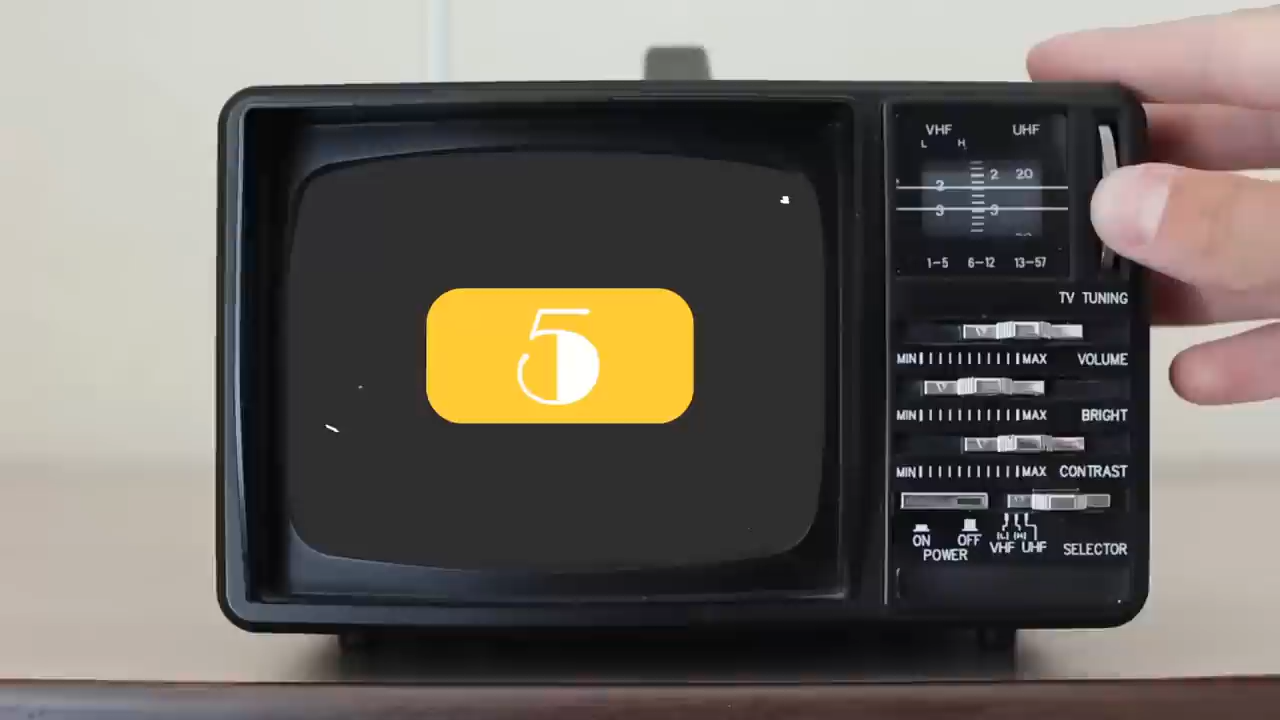 5
VHF UHF
L H
2 2 20
3 3
1-5 6-12 13-57
TV TUNING
MIN MAX VOLUME
MIN MAX BRIGHT
MIN MAX CONTRAST
ON OFF
POWER
(L) (H)
VHF UHF
SELECTOR